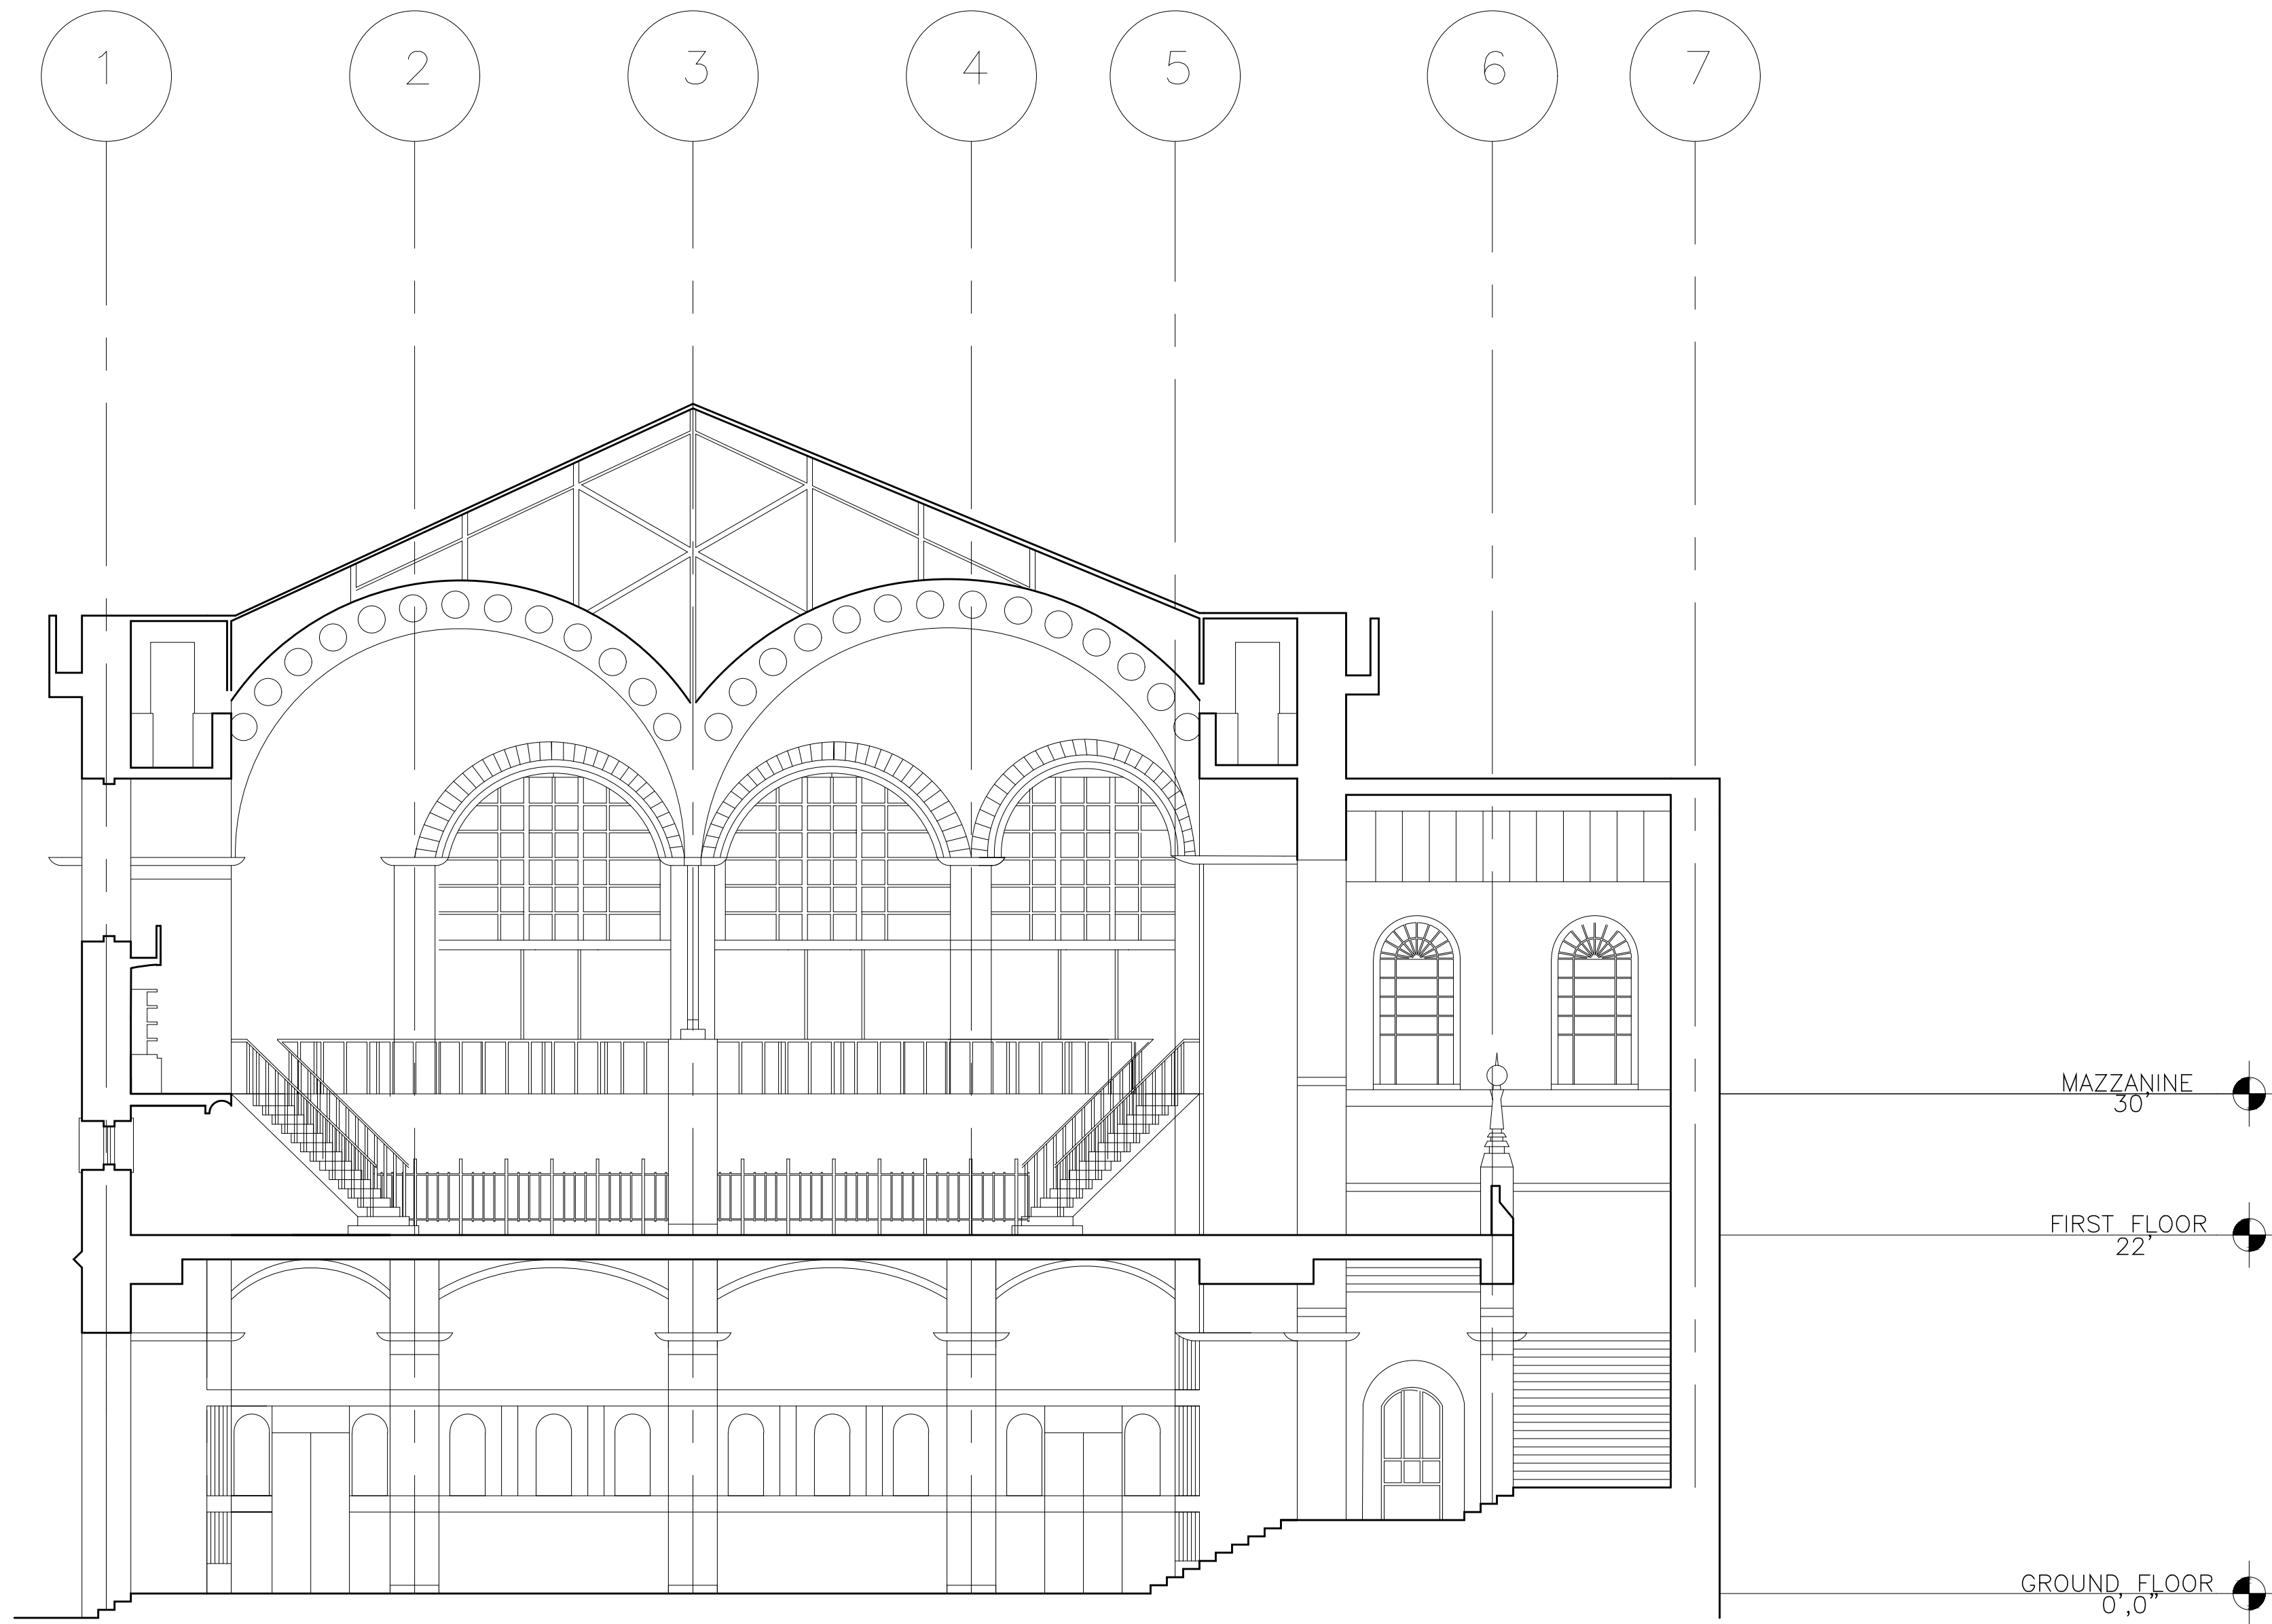 1 2 3 4 5 6 7
MAZZANINE
30'
FIRST FLOOR
22'
GROUND FLOOR
0',0"